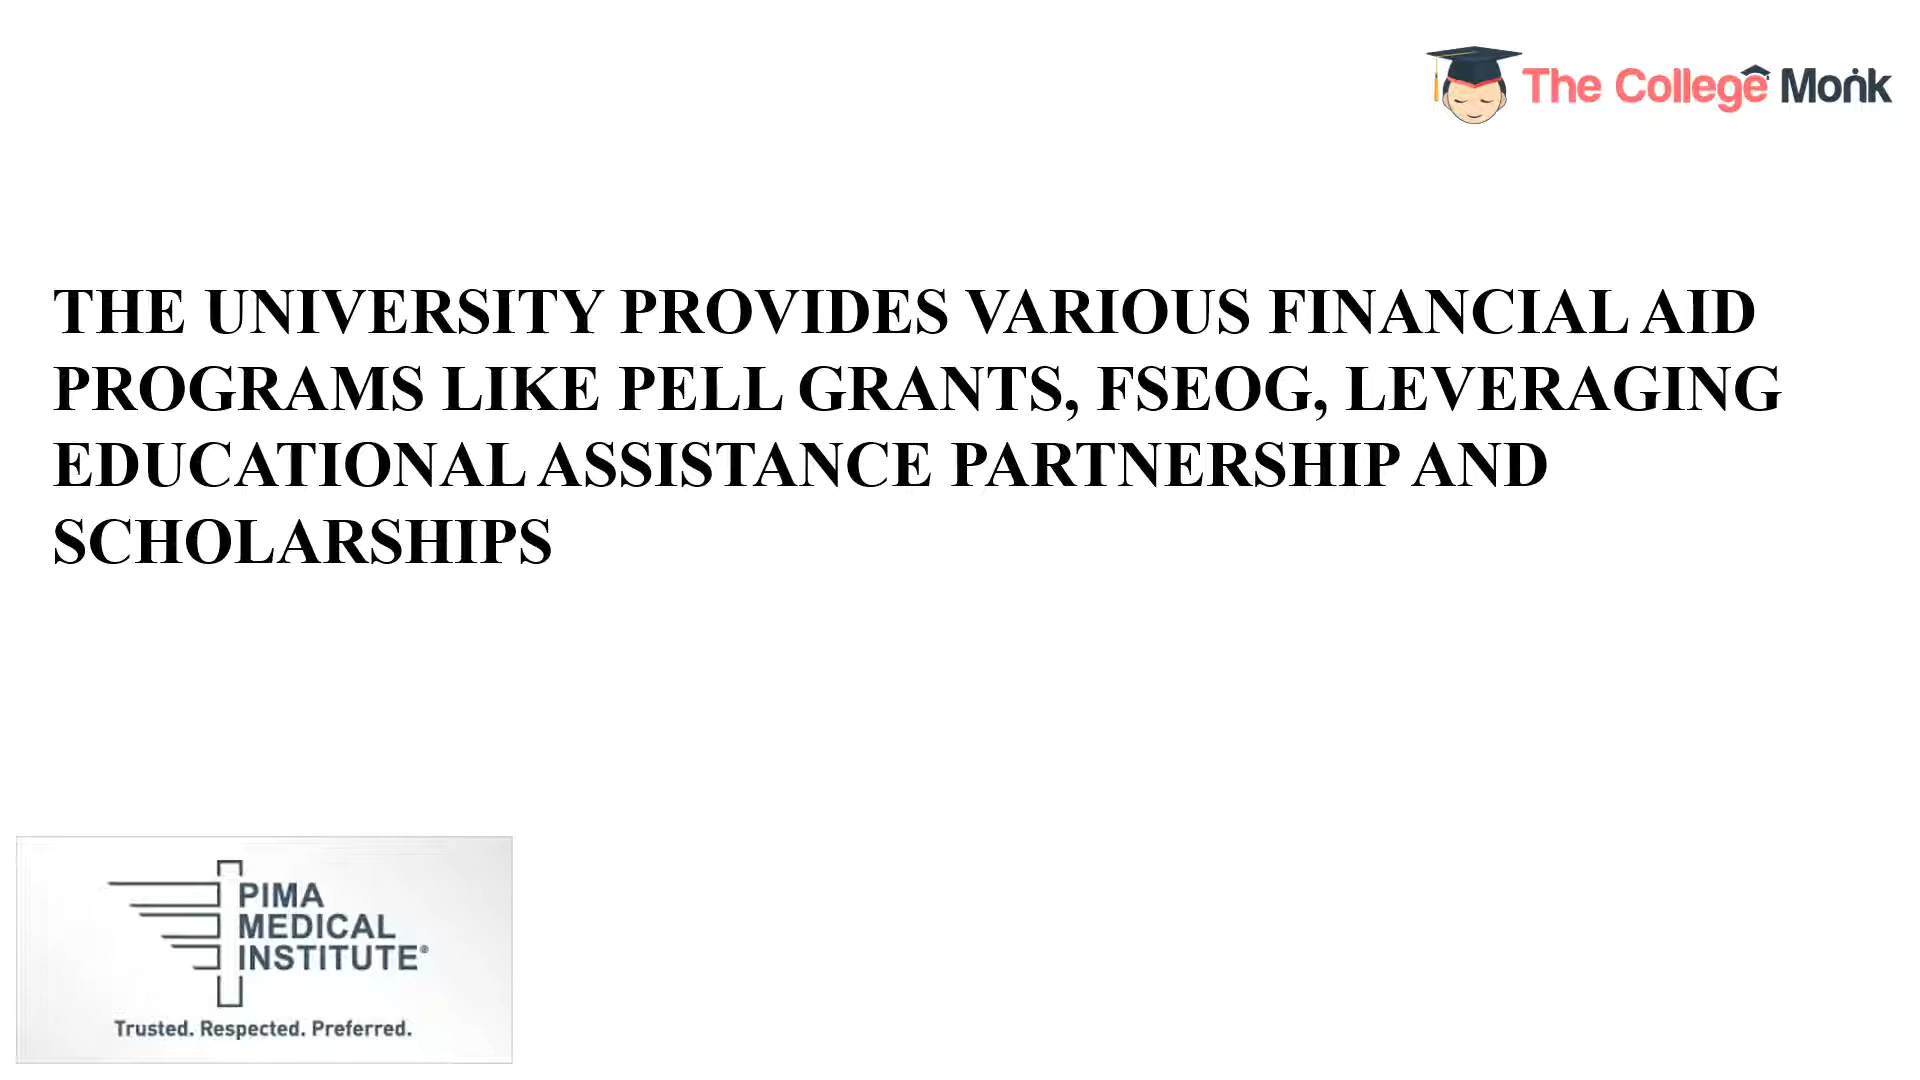 The College Monk
THE UNIVERSITY PROVIDES VARIOUS FINANCIAL AID
PROGRAMS LIKE PELL GRANTS, FSEOG, LEVERAGING
EDUCATIONAL ASSISTANCE PARTNERSHIP AND
SCHOLARSHIPS
PIMA
MEDICAL
INSTITUTE®
Trusted. Respected. Preferred.